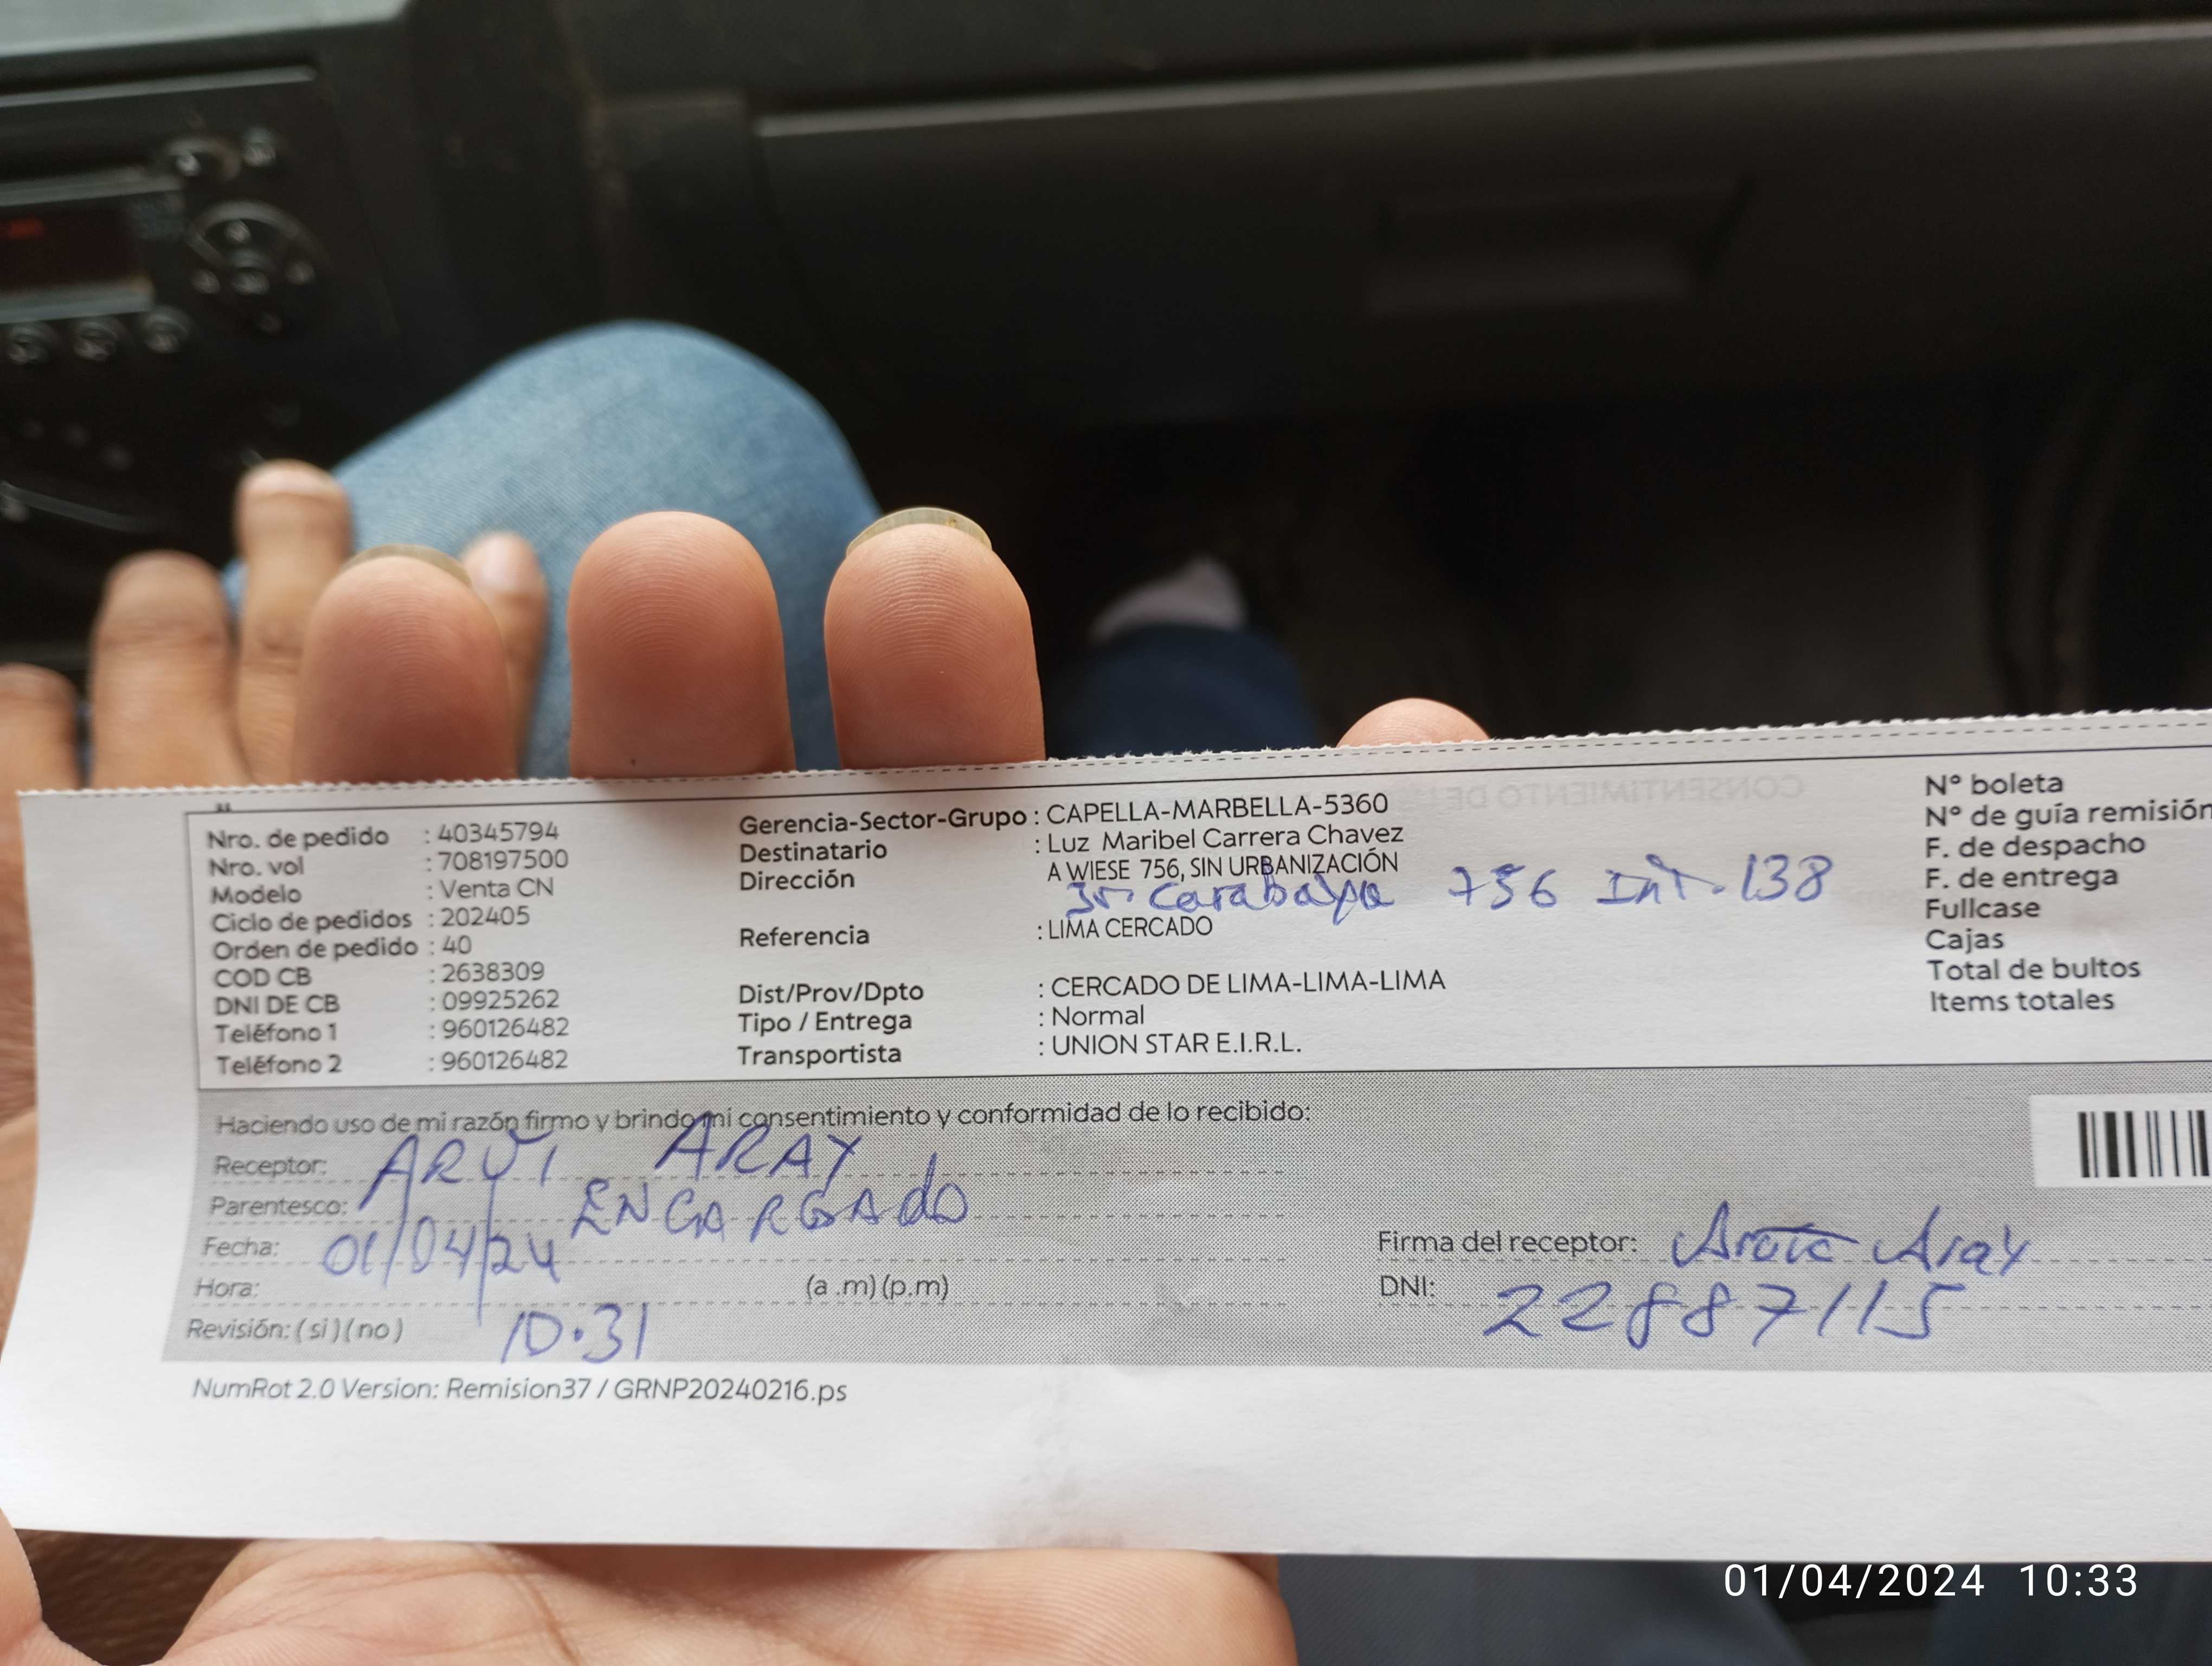 Nro. de pedido : 40345794
Nro. vol : 708197500
Modelo : Venta CN
Ciclo de pedidos : 202405
Orden de pedido : 40
COD CB : 2638309
DNI DE CB : 09925262
Teléfono 1 : 960126482
Teléfono 2 : 960126482
Gerencia-Sector-Grupo : CAPELLA-MARBELLA-5360
Destinatario : Luz Maribel Carrera Chavez
Dirección A WIESE 756, SIN URBANIZACIÓN
Jr. Carabaya 756 Int. 138
Referencia : LIMA CERCADO
Dist/Prov/Dpto : CERCADO DE LIMA-LIMA-LIMA
Tipo / Entrega : Normal
Transportista : UNION STAR E.I.R.L.
N° boleta
N° de guía remisión
F. de despacho
F. de entrega
Fullcase
Cajas
Total de bultos
Items totales
Haciendo uso de mi razón firmo y brindo mi consentimiento y conformidad de lo recibido:
Receptor: ARVI ARAY
Parentesco: ENCARGADO
Fecha: 01/04/24
Hora: (a .m) (p.m)
Revisión: ( si ) ( no ) 10.31
Firma del receptor: Aray
DNI: 22887115
NumRot 2.0 Version: Remision37 / GRNP20240216.ps
CONSENTIMIENTO DE
01/04/2024 10:33